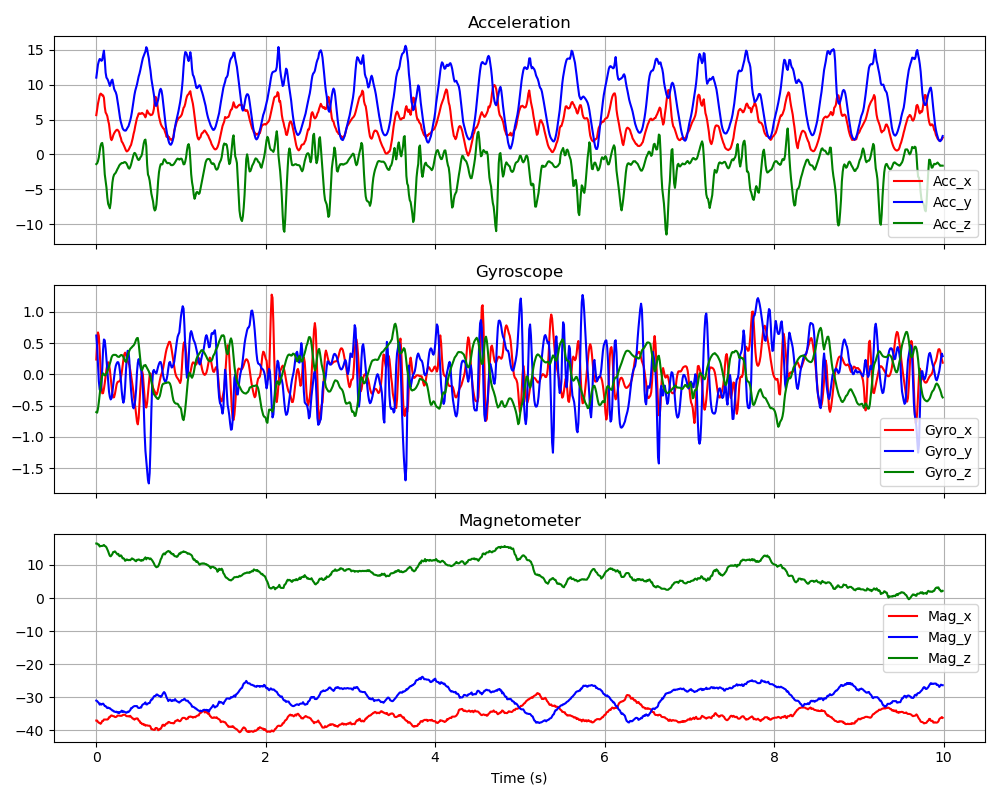 Acceleration
15
10
5
0
−5
−10
Acc_x
Acc_y
Acc_z
Gyroscope
1.0
0.5
0.0
−0.5
−1.0
−1.5
Gyro_x
Gyro_y
Gyro_z
Magnetometer
10
0
−10
−20
−30
−40
Mag_x
Mag_y
Mag_z
0 2 4 6 8 10
Time (s)